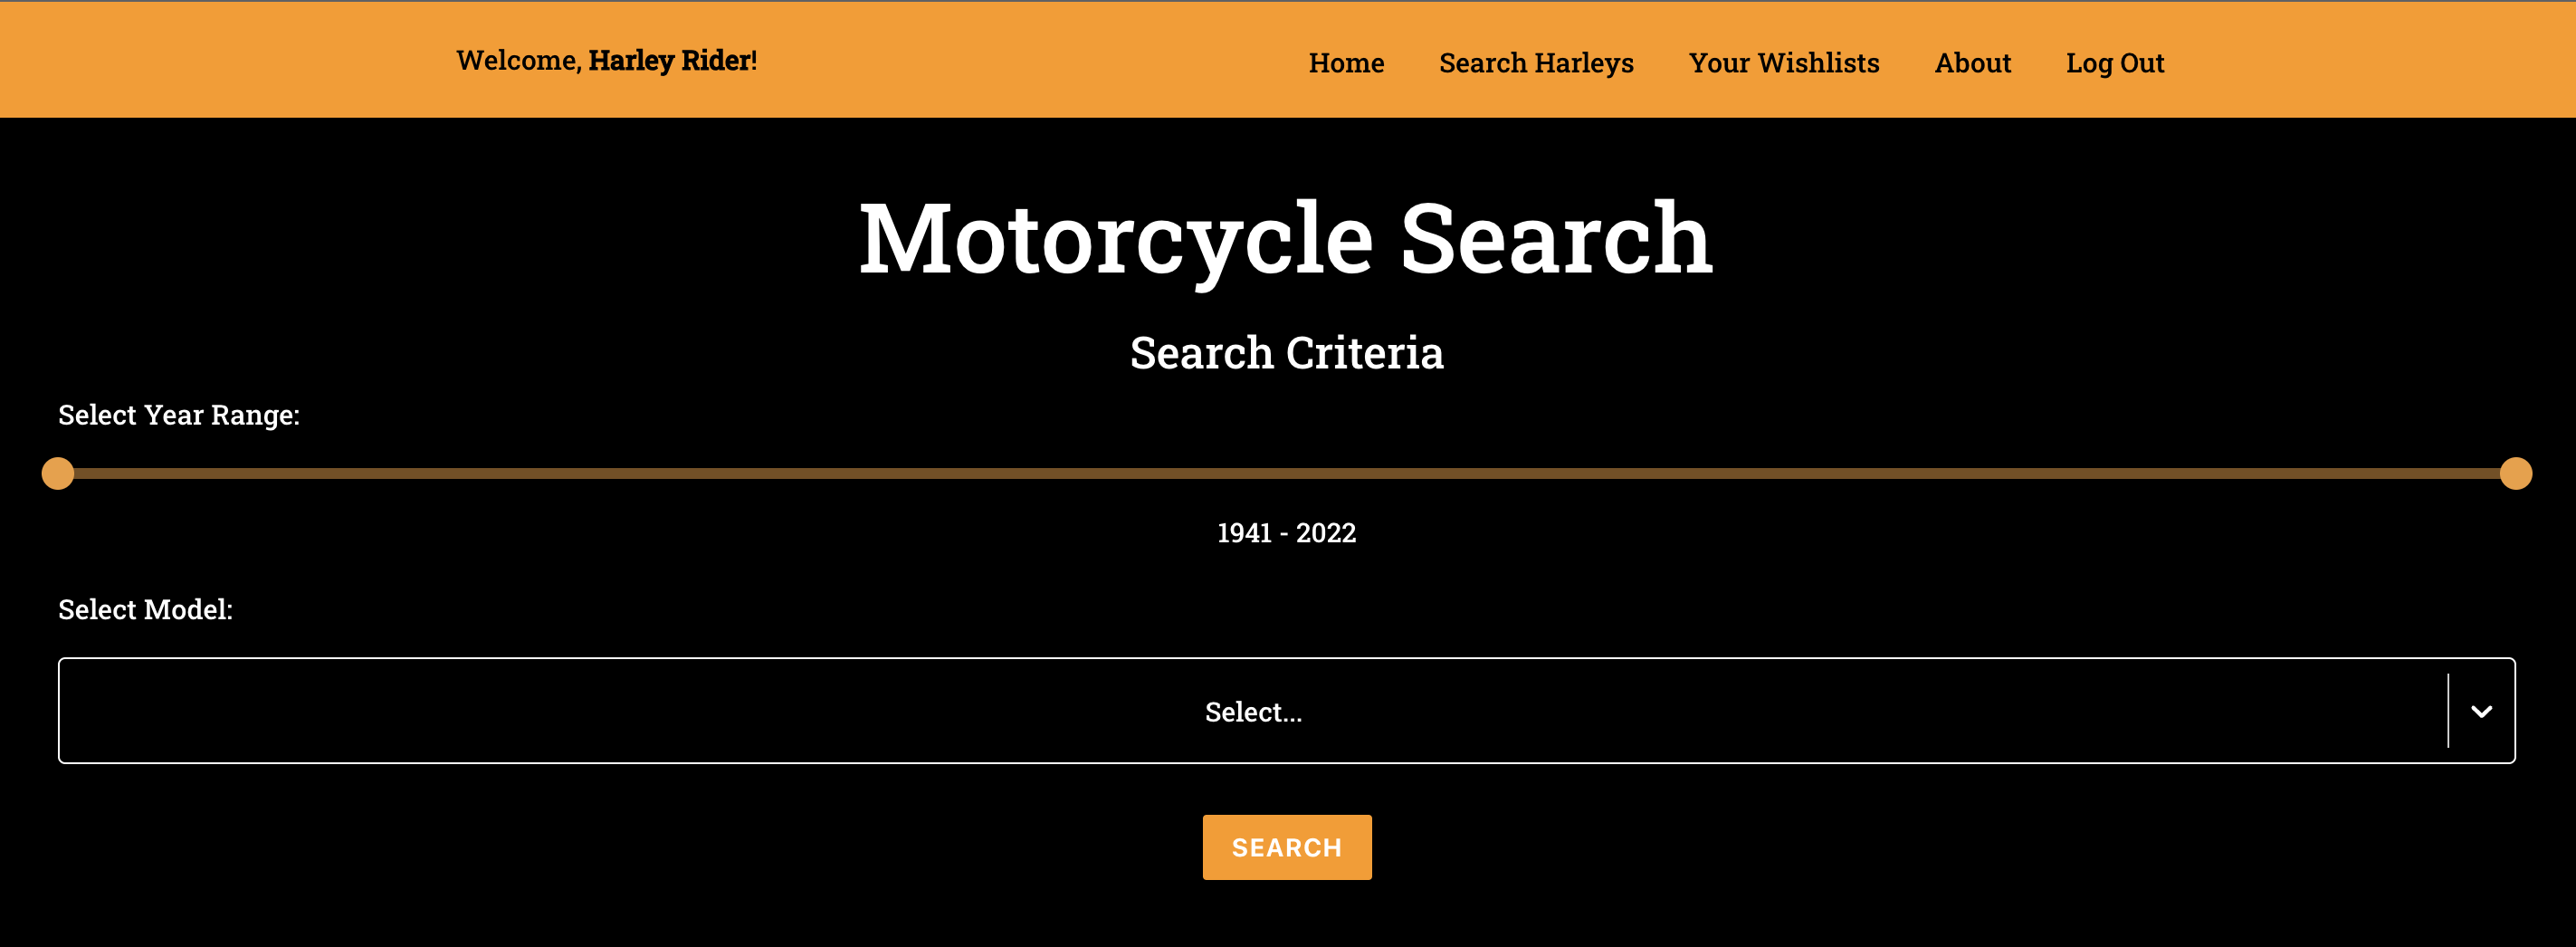 Welcome, Harley Rider!
Home Search Harleys Your Wishlists About Log Out
Motorcycle Search
Search Criteria
Select Year Range:
1941 - 2022
Select Model:
Select...
SEARCH